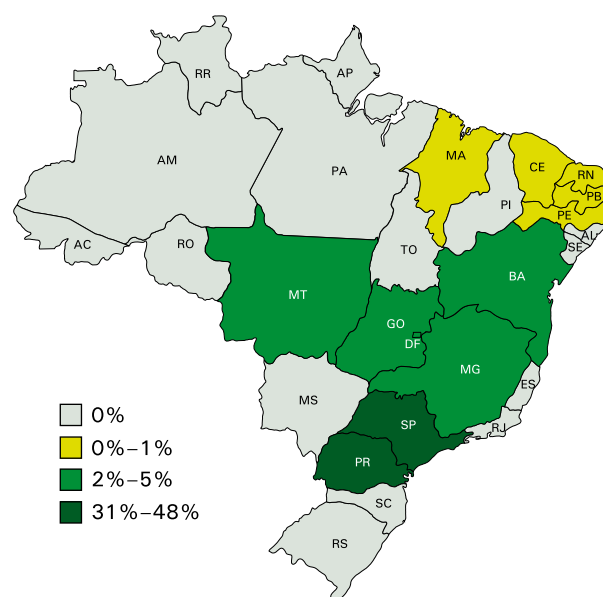 RR
AP
AM
PA
MA
CE
RN
PB
PI
PE
AL
SE
AC
RO
TO
BA
MT
GO
DF
MG
ES
MS
SP
RJ
PR
SC
RS
0%
0%–1%
2%–5%
31%–48%